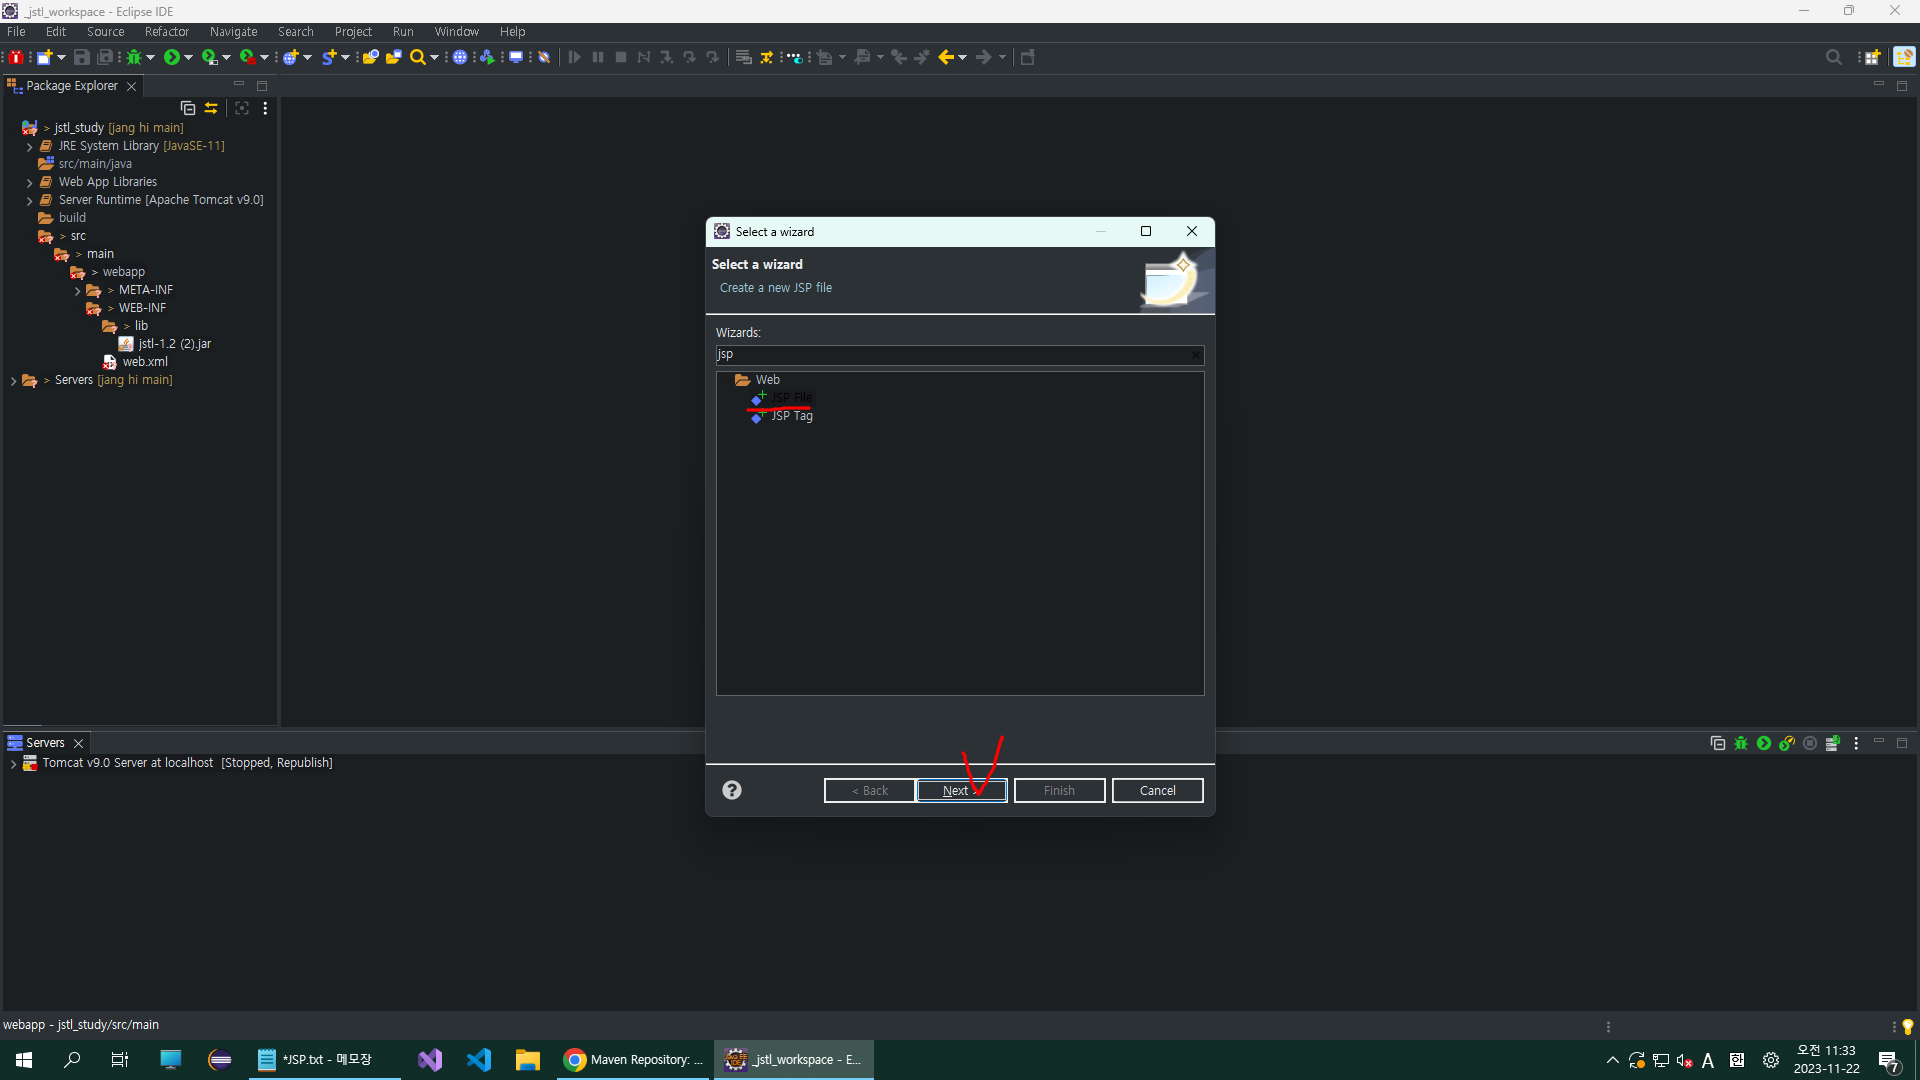 _jstl_workspace - Eclipse IDE
File Edit Source Refactor Navigate Search Project Run Window Help
Package Explorer
> jstl_study [jang hi main]
JRE System Library [JavaSE-11]
src/main/java
Web App Libraries
Server Runtime [Apache Tomcat v9.0]
build
> src
> main
> webapp
> META-INF
> WEB-INF
> lib
jstl-1.2 (2).jar
web.xml
> Servers [jang hi main]
Select a wizard
Select a wizard
Create a new JSP file
Wizards:
jsp
Web
JSP File
JSP Tag
< Back Next > Finish Cancel
Servers
Tomcat v9.0 Server at localhost [Stopped, Republish]
webapp - jstl_study/src/main
*JSP.txt - 메모장
Maven Repository: ...
_jstl_workspace - E...
A
오전 11:33
2023-11-22
7